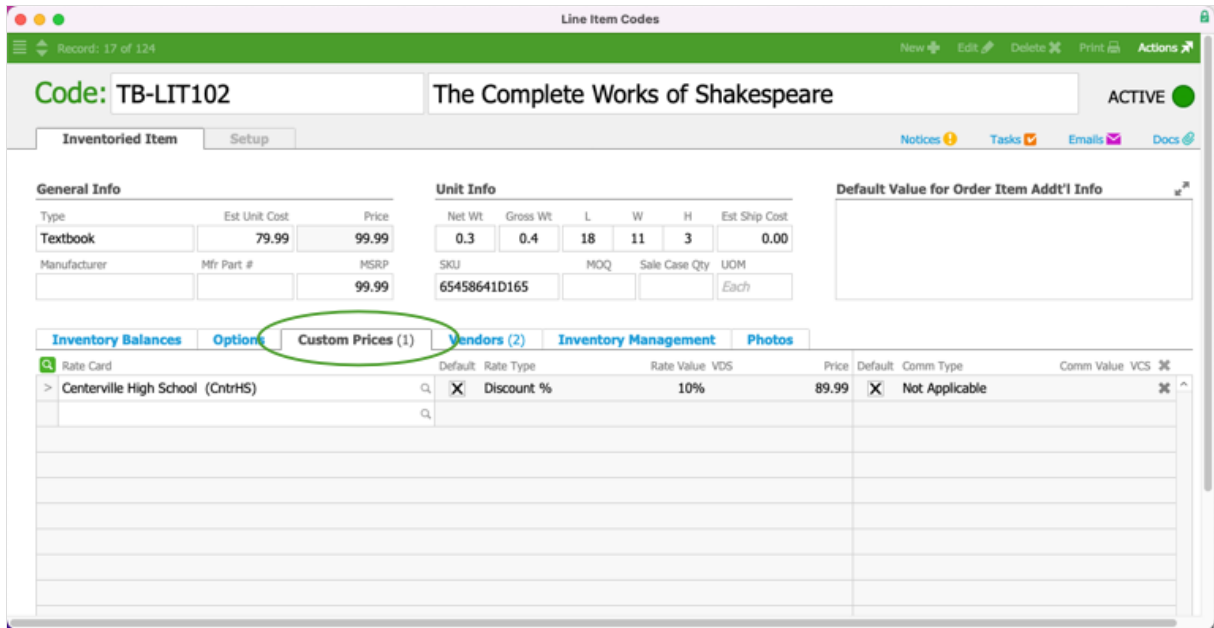 Line Item Codes
Record: 17 of 124 New Edit Delete Print Actions
Code: TB-LIT102 The Complete Works of Shakespeare ACTIVE
Inventoried Item Setup Notices Tasks Emails Docs
General Info Unit Info Default Value for Order Item Addt'l Info
Type Est Unit Cost Price Net Wt Gross Wt L W H Est Ship Cost
Textbook 79.99 99.99 0.3 0.4 18 11 3 0.00
Manufacturer Mfr Part # MSRP SKU MOQ Sale Case Qty UOM
99.99 65458641D165 Each
Inventory Balances Options Custom Prices (1) Vendors (2) Inventory Management Photos
Rate Card Default Rate Type Rate Value VDS Price Default Comm Type Comm Value VCS
> Centerville High School (CntrHS) X Discount % 10% 89.99 X Not Applicable